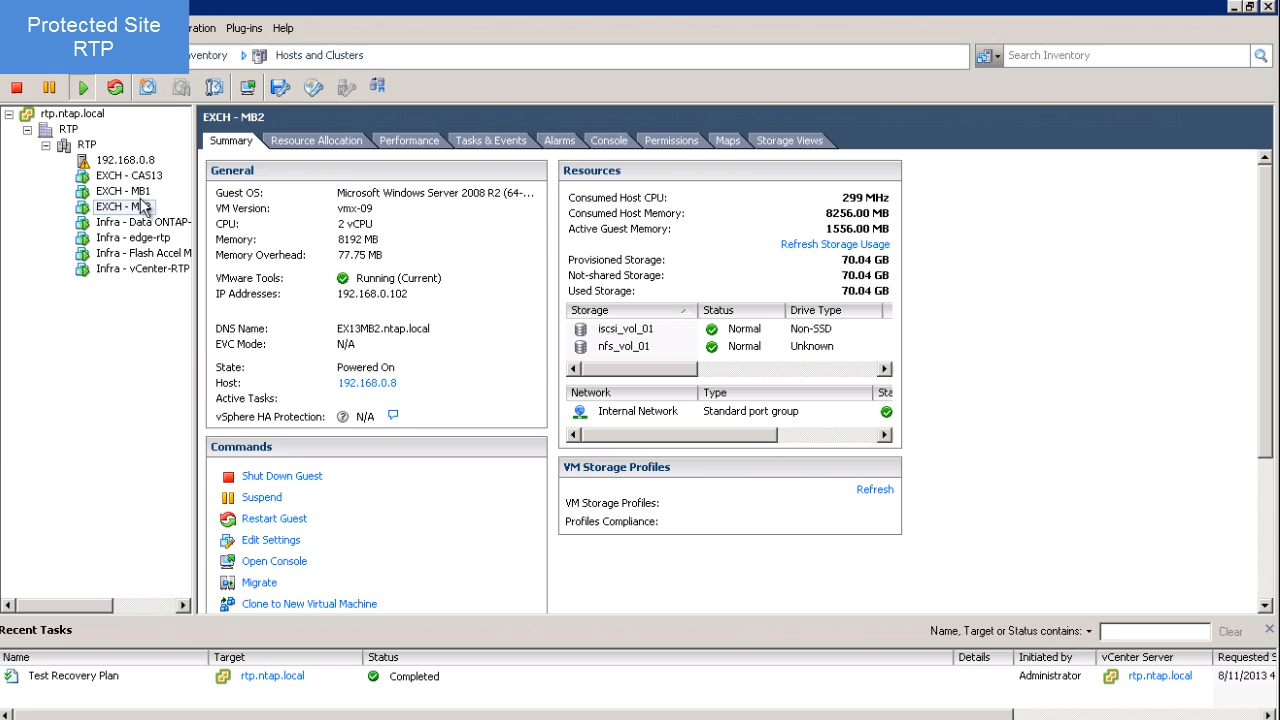 Protected Site
RTP
Plug-ins Help
Hosts and Clusters
Search Inventory
rtp.ntap.local
RTP
RTP
192.168.0.8
EXCH - CAS13
EXCH - MB1
EXCH -
Infra - Data ONTAP-
Infra - edge-rtp
Infra - Flash Accel M
Infra - vCenter-RTP
EXCH - MB2
Summary Resource Allocation Performance Tasks & Events Alarms Console Permissions Maps Storage Views
General
Guest OS: Microsoft Windows Server 2008 R2 (64-...
VM Version: vmx-09
CPU: 2 vCPU
Memory: 8192 MB
Memory Overhead: 77.75 MB
VMware Tools: Running (Current)
IP Addresses: 192.168.0.102
DNS Name: EX13MB2.ntap.local
EVC Mode: N/A
State: Powered On
Host: 192.168.0.8
Active Tasks:
vSphere HA Protection: N/A
Commands
Shut Down Guest
Suspend
Restart Guest
Edit Settings
Open Console
Migrate
Clone to New Virtual Machine
Resources
Consumed Host CPU: 299 MHz
Consumed Host Memory: 8256.00 MB
Active Guest Memory: 1556.00 MB
Refresh Storage Usage
Provisioned Storage: 70.04 GB
Not-shared Storage: 70.04 GB
Used Storage: 70.04 GB
Storage Status Drive Type
iscsi_vol_01 Normal Non-SSD
nfs_vol_01 Normal Unknown
Network Type Sta
Internal Network Standard port group
VM Storage Profiles
Refresh
VM Storage Profiles:
Profiles Compliance:
Recent Tasks
Name, Target or Status contains: Clear
Name Target Status Details Initiated by vCenter Server Requested S
Test Recovery Plan rtp.ntap.local Completed Administrator rtp.ntap.local 8/11/2013 4